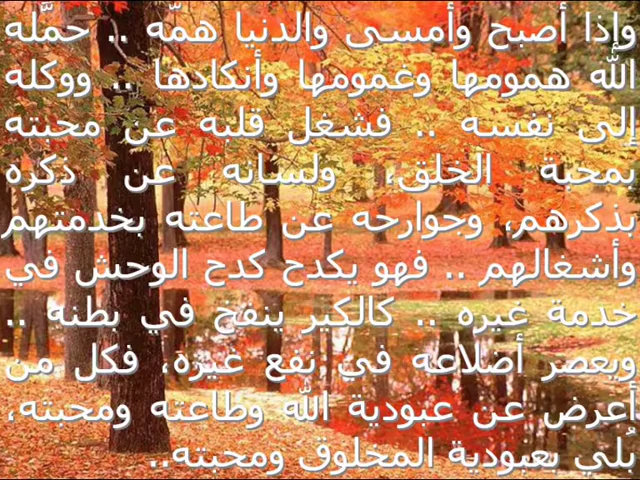 وإذا أصبح وأمسى والدنيا همّه .. حمَّله
الله همومها وغمومها وأنكادها .. ووكله
إلى نفسه .. فشغل قلبه عن محبته
بمحبة الخلق، ولسانه عن ذكره
بذكرهم، وجوارحه عن طاعته بخدمتهم
وأشغالهم .. فهو يكدح كدح الوحش في
خدمة غيره .. كالكير ينفخ في بطنه ..
ويعصر أضلاعه في نفع غيره، فكل من
أعرض عن عبودية الله وطاعته ومحبته،
بُلي بعبودية المخلوق ومحبته..